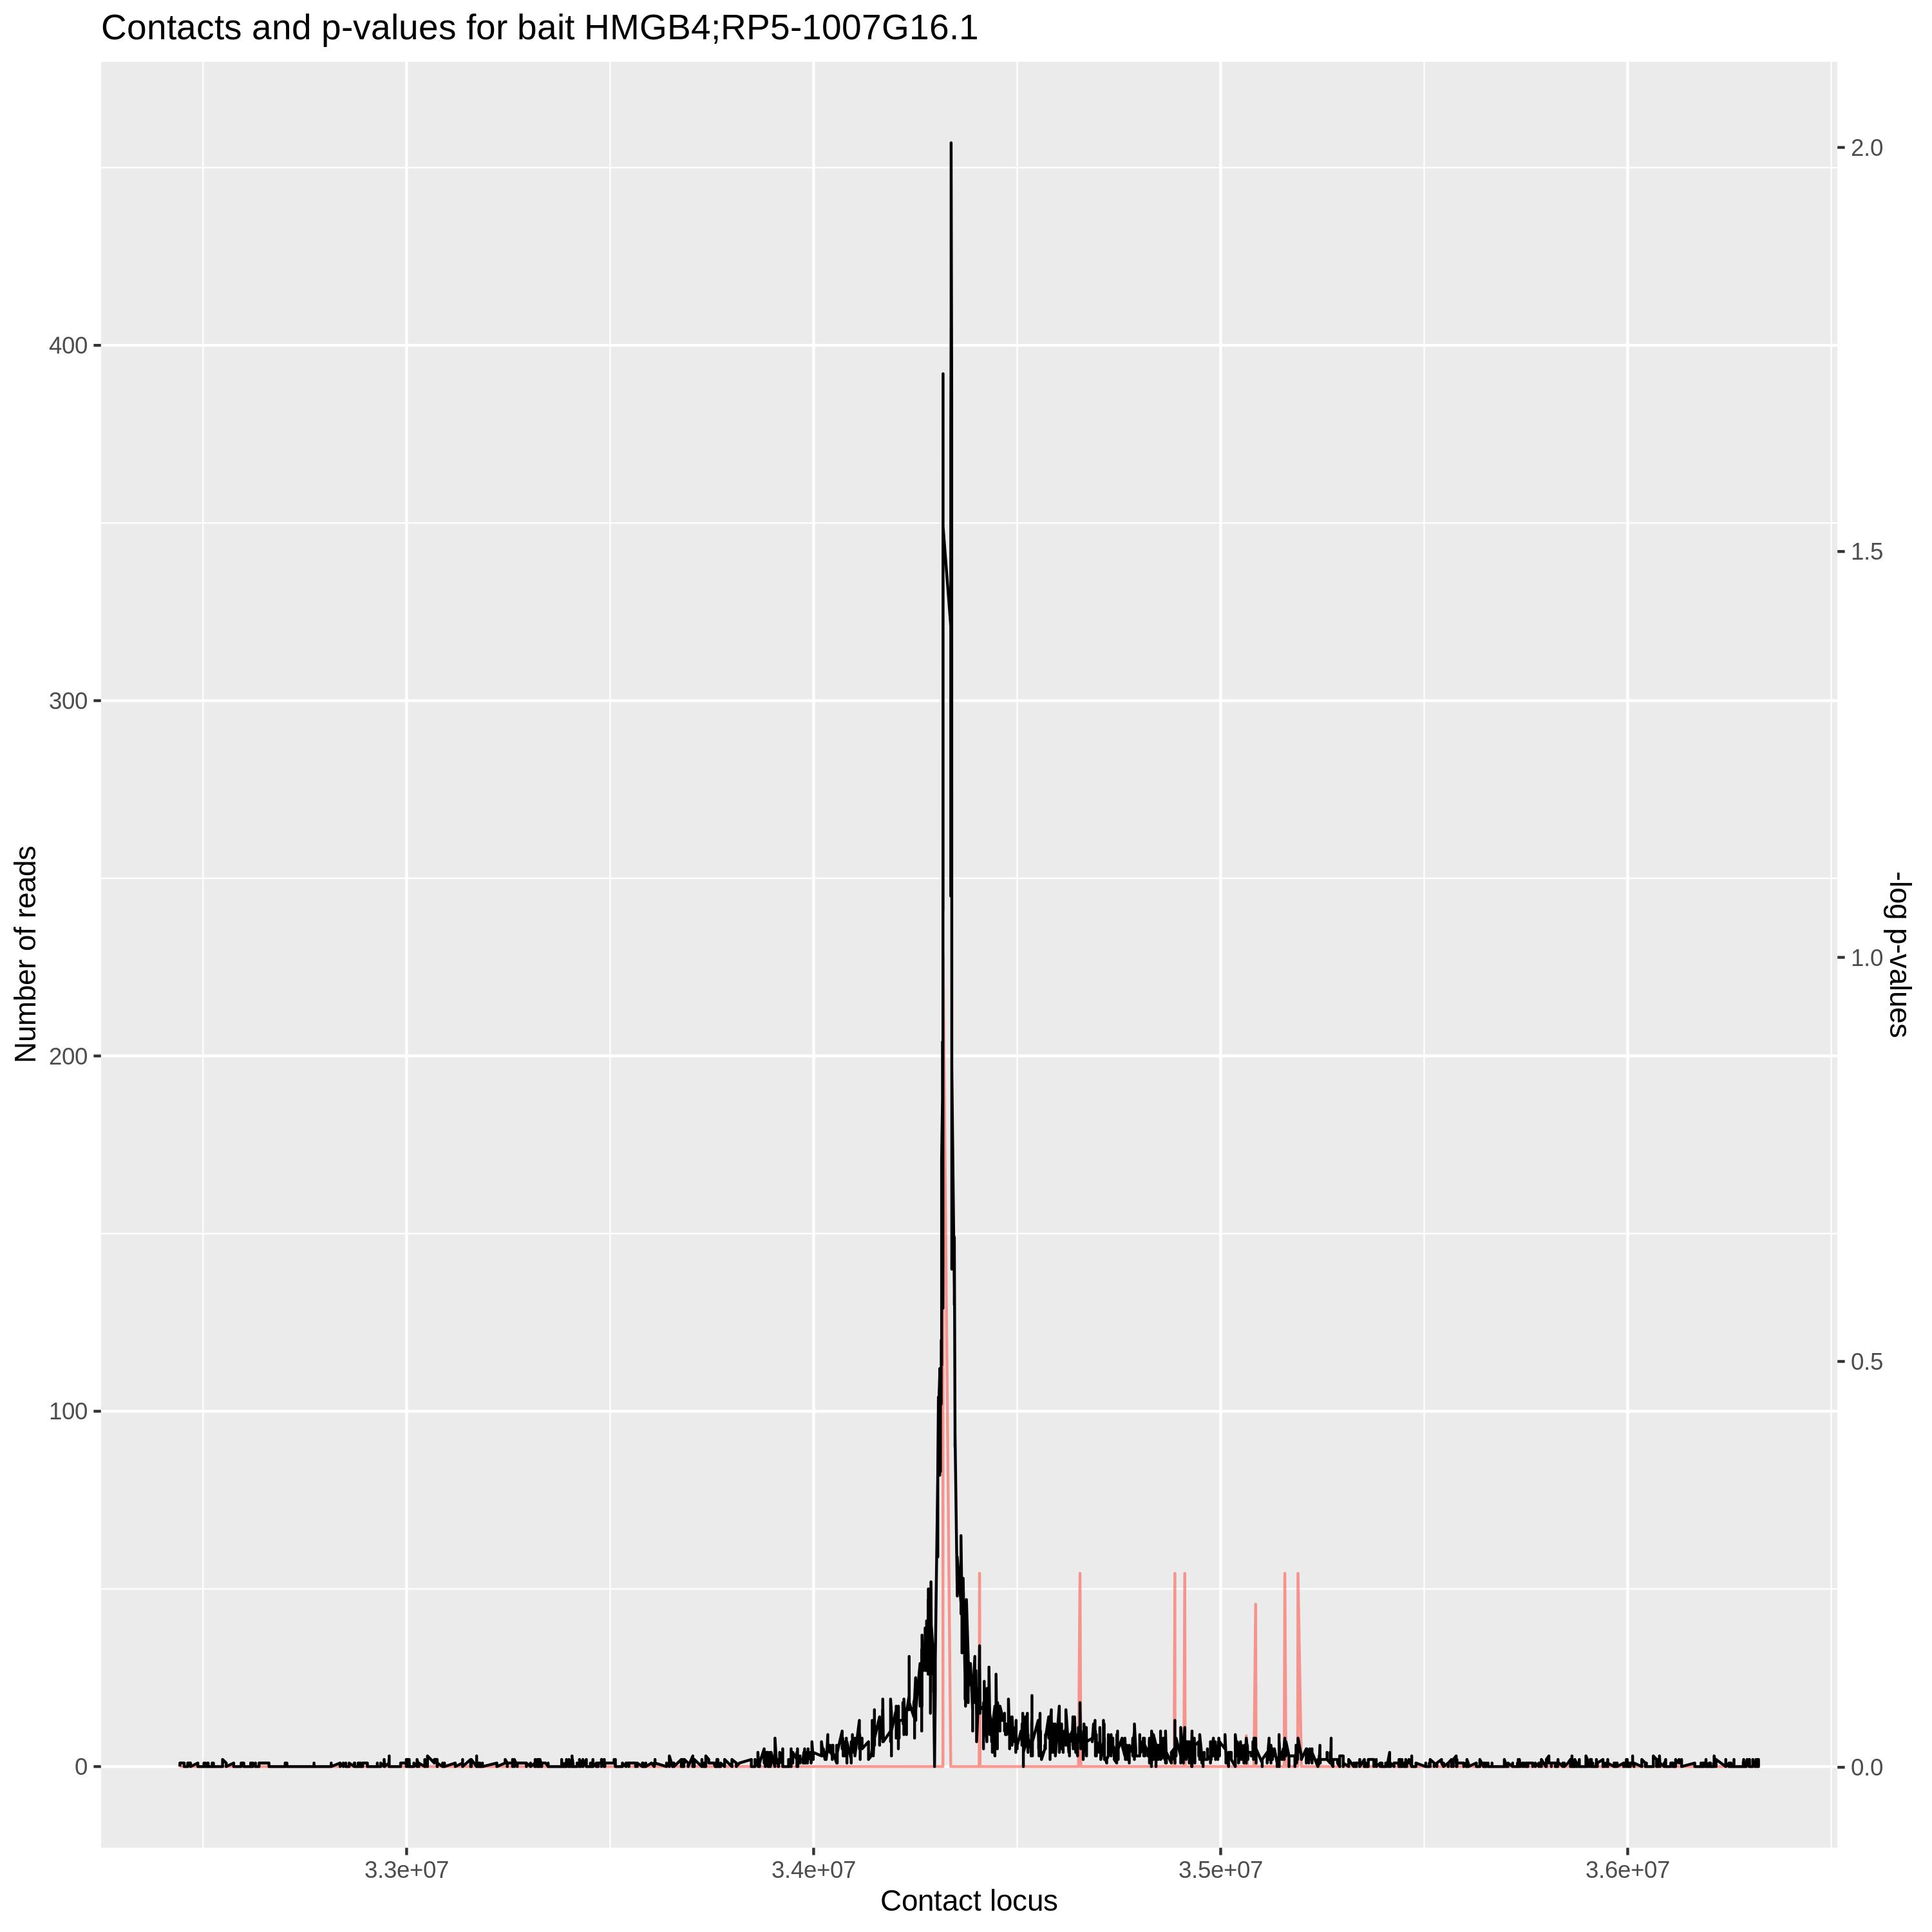 Contacts and p-values for bait HMGB4;RP5-1007G16.1
Number of reads
400
300
200
100
0
2.0
1.5
1.0
0.5
0.0
-log p-values
3.3e+07 3.4e+07 3.5e+07 3.6e+07
Contact locus